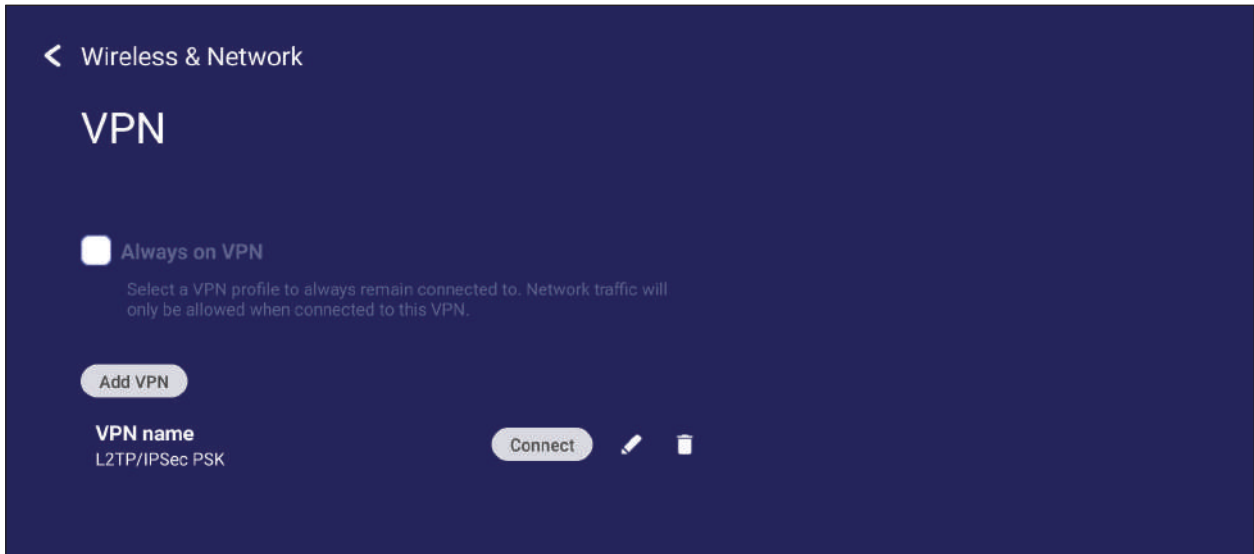 Wireless & Network
VPN
Always on VPN
Select a VPN profile to always remain connected to. Network traffic will
only be allowed when connected to this VPN.
Add VPN
VPN name
Connect
L2TP/IPSec PSK